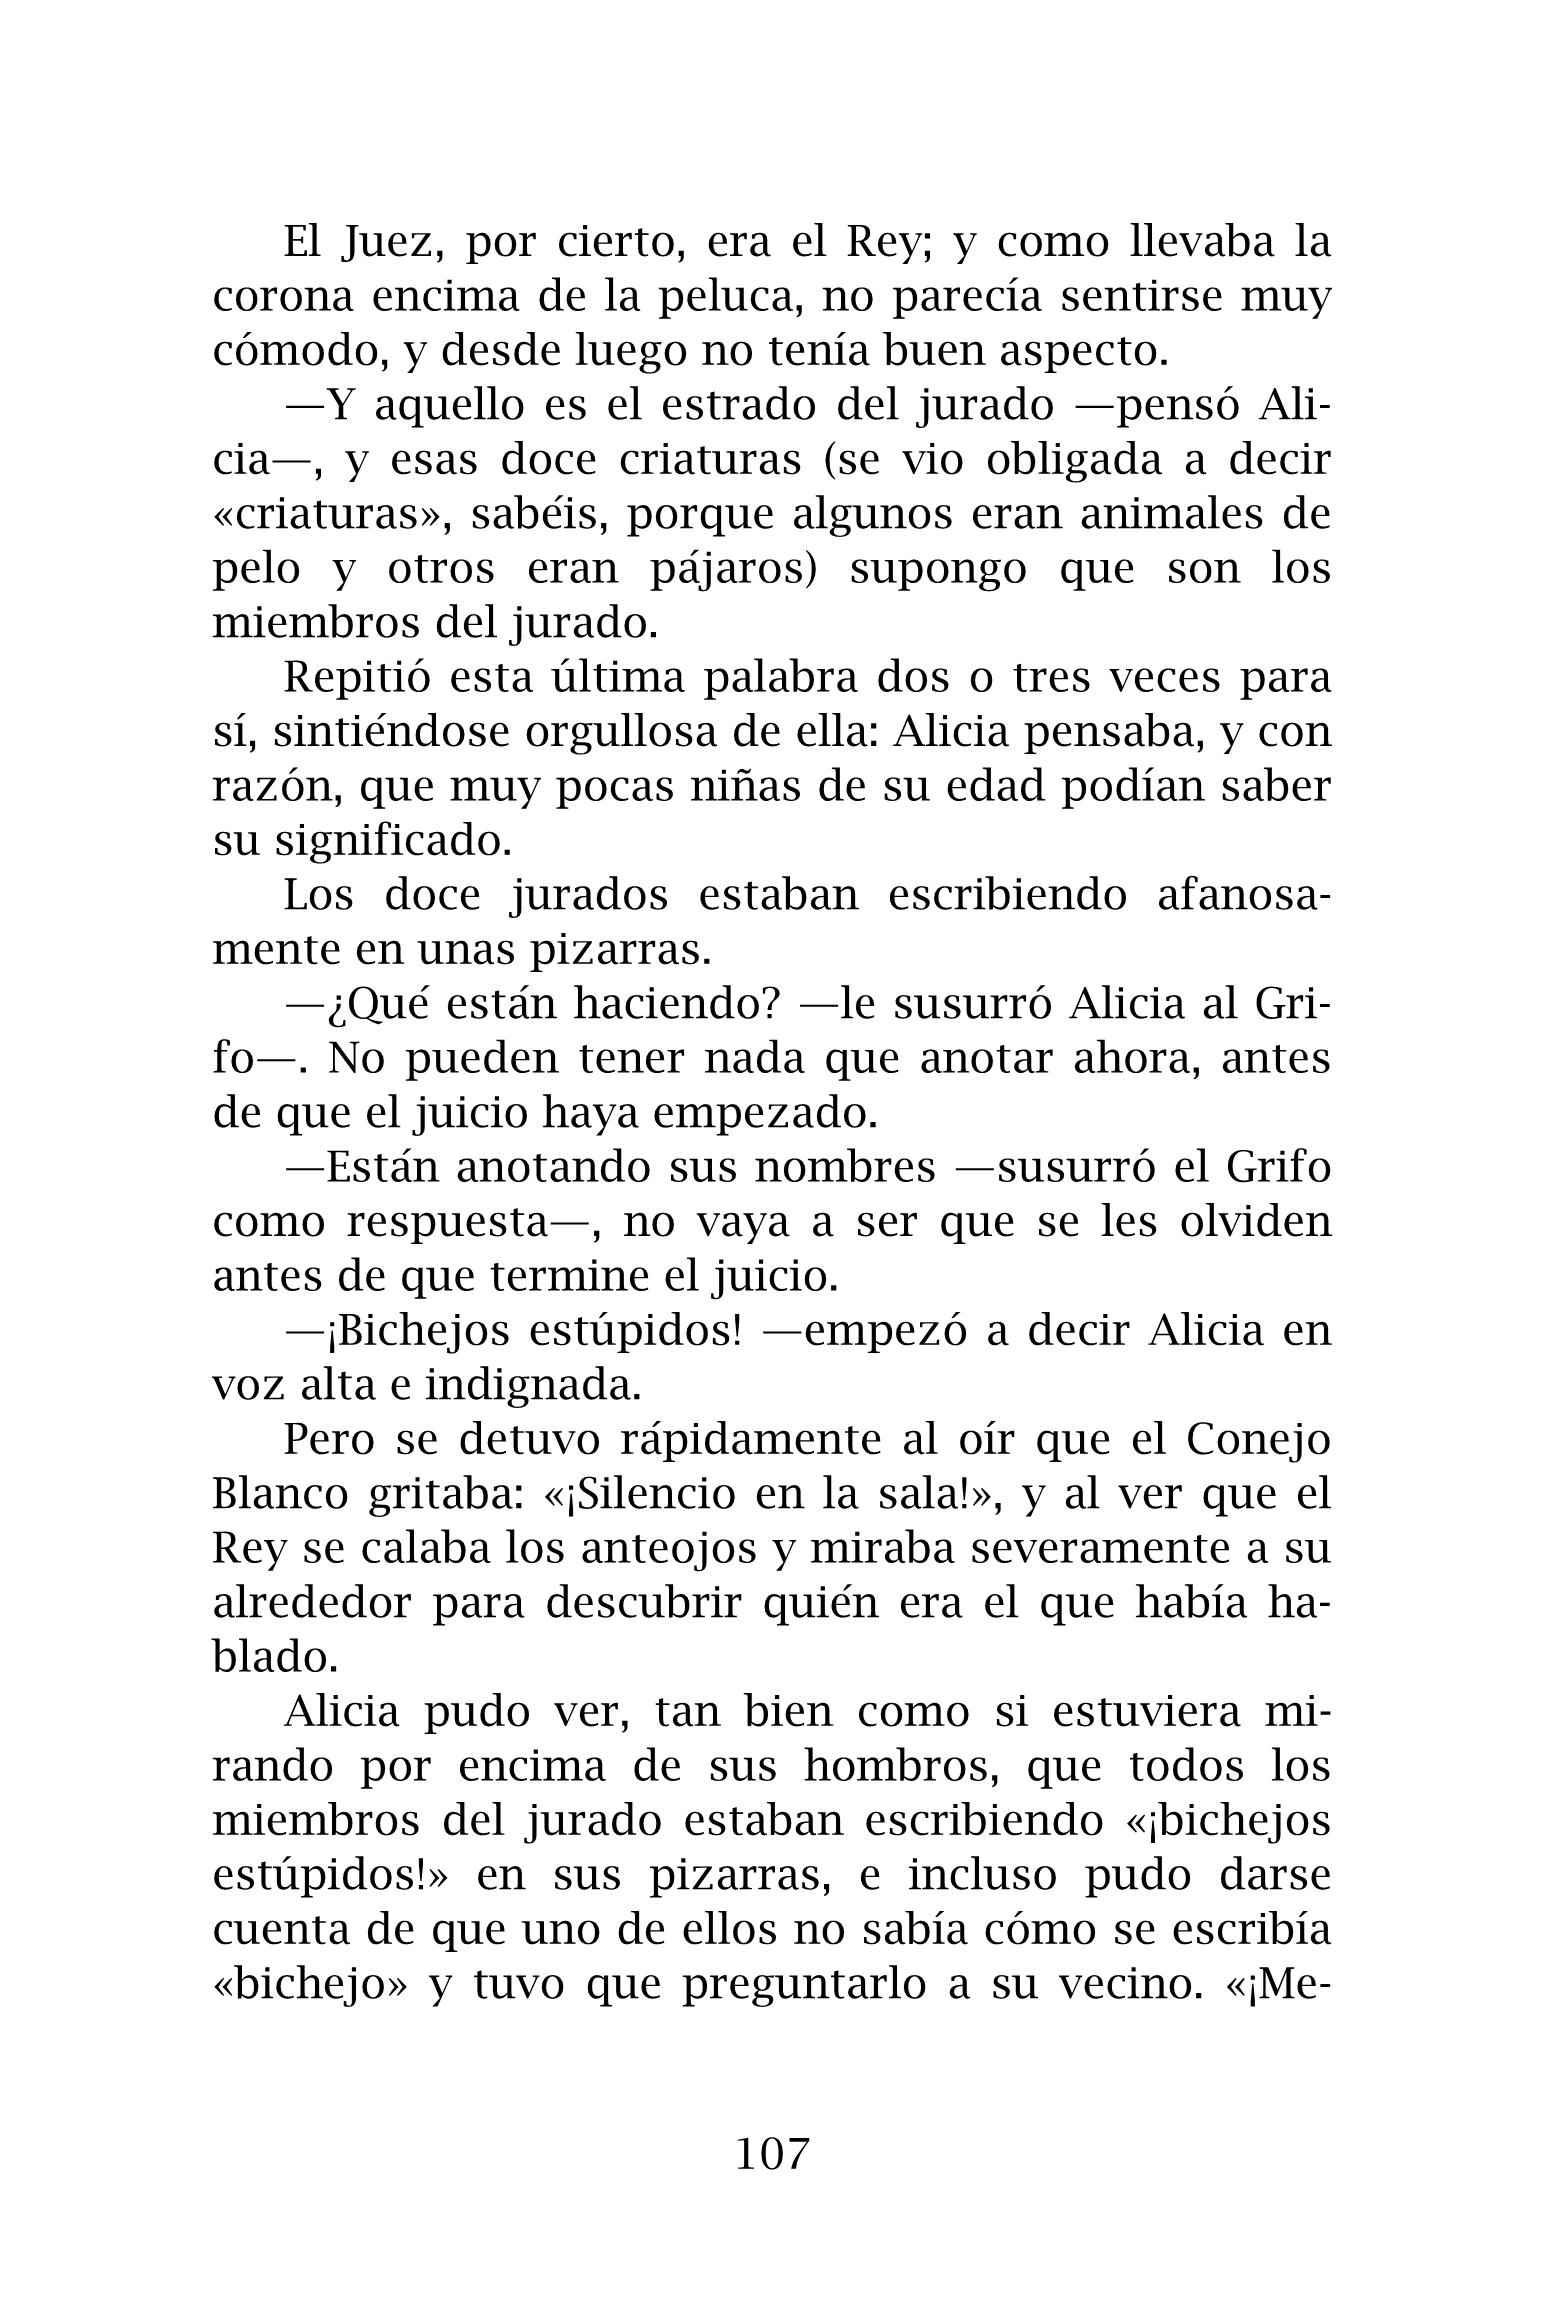 El Juez, por cierto, era el Rey; y como llevaba la
corona encima de la peluca, no parecía sentirse muy
cómodo, y desde luego no tenía buen aspecto.
—Y aquello es el estrado del jurado —pensó Ali-
cia—, y esas doce criaturas (se vio obligada a decir
«criaturas», sabéis, porque algunos eran animales de
pelo y otros eran pájaros) supongo que son los
miembros del jurado.
Repitió esta última palabra dos o tres veces para
sí, sintiéndose orgullosa de ella: Alicia pensaba, y con
razón, que muy pocas niñas de su edad podían saber
su significado.
Los doce jurados estaban escribiendo afanosa-
mente en unas pizarras.
—¿Qué están haciendo? —le susurró Alicia al Gri-
fo—. No pueden tener nada que anotar ahora, antes
de que el juicio haya empezado.
—Están anotando sus nombres —susurró el Grifo
como respuesta—, no vaya a ser que se les olviden
antes de que termine el juicio.
—¡Bichejos estúpidos! —empezó a decir Alicia en
voz alta e indignada.
Pero se detuvo rápidamente al oír que el Conejo
Blanco gritaba: «¡Silencio en la sala!», y al ver que el
Rey se calaba los anteojos y miraba severamente a su
alrededor para descubrir quién era el que había ha-
blado.
Alicia pudo ver, tan bien como si estuviera mi-
rando por encima de sus hombros, que todos los
miembros del jurado estaban escribiendo «¡bichejos
estúpidos!» en sus pizarras, e incluso pudo darse
cuenta de que uno de ellos no sabía cómo se escribía
«bichejo» y tuvo que preguntarlo a su vecino. «¡Me-
107